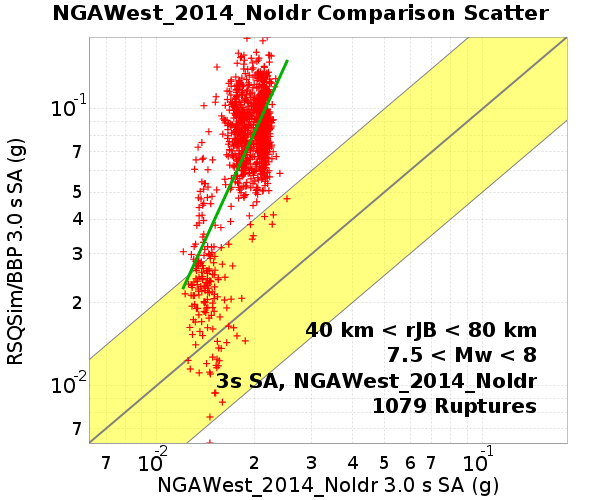 NGAWest_2014_NoIdr Comparison Scatter
RSQSim/BBP 3.0 s SA (g)
10-1
7
5
4
3
2
10-2
7
40 km < rJB < 80 km
7.5 < Mw < 8
3s SA, NGAWest_2014_NoIdr
1079 Ruptures
7 10-2 2 3 4 5 6 7 10-1
NGAWest_2014_NoIdr 3.0 s SA (g)